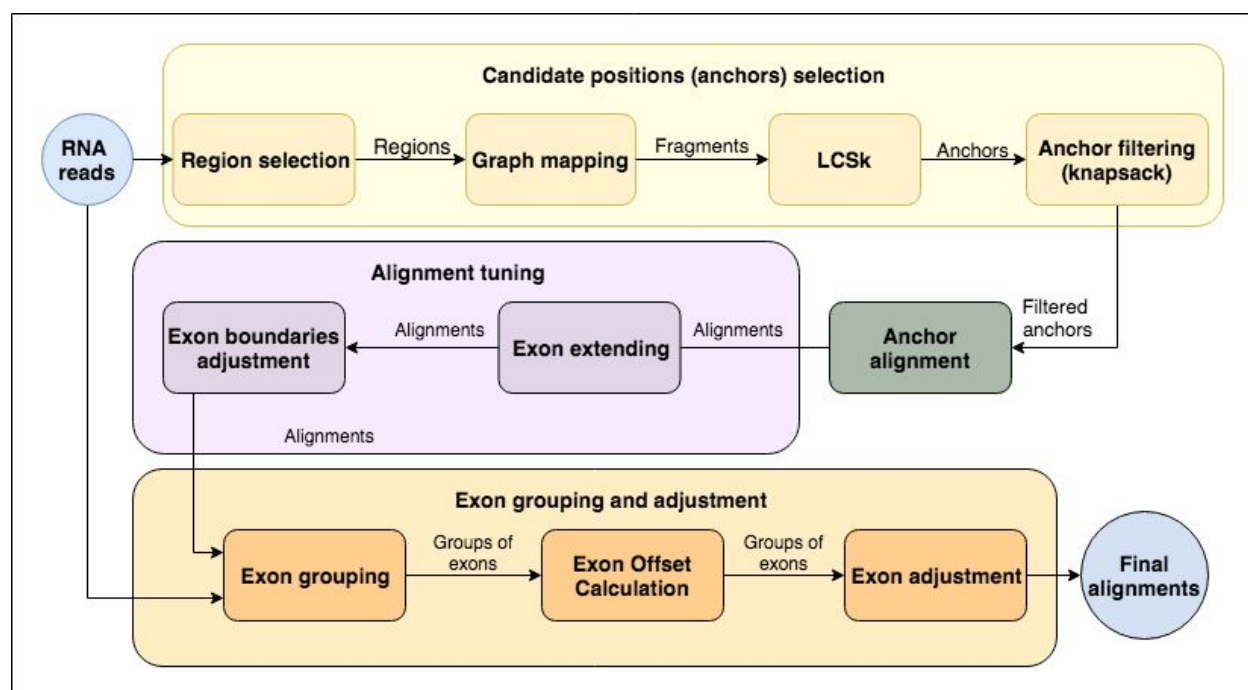 Candidate positions (anchors) selection
RNA
reads
Region selection
Regions
Graph mapping
Fragments
LCSk
Anchors
Anchor filtering
(knapsack)
Alignment tuning
Exon boundaries
adjustment
Alignments
Exon extending
Alignments
Anchor
alignment
Filtered
anchors
Alignments
Exon grouping and adjustment
Exon grouping
Groups of
exons
Exon Offset
Calculation
Groups of
exons
Exon adjustment
Final
alignments